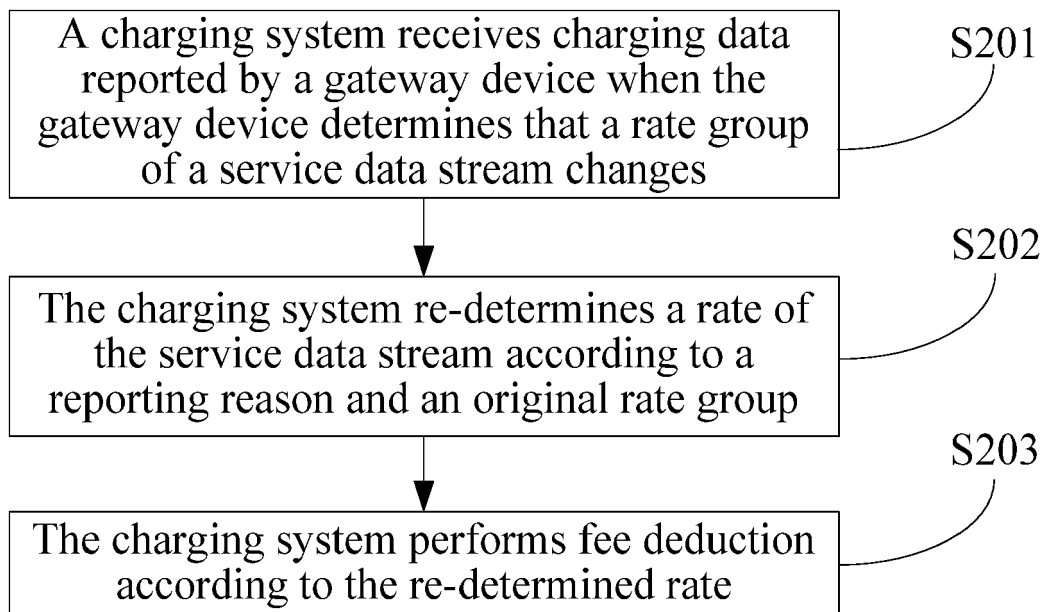 A charging system receives charging data
reported by a gateway device when the
gateway device determines that a rate group
of a service data stream changes
S201
The charging system re-determines a rate of
the service data stream according to a
reporting reason and an original rate group
S202
The charging system performs fee deduction
according to the re-determined rate
S203